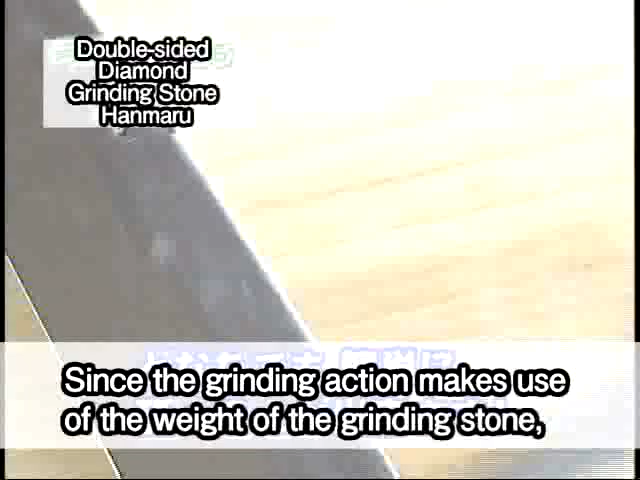 Double-sided
Diamond
Grinding Stone
Hanmaru
Since the grinding action makes use
of the weight of the grinding stone,